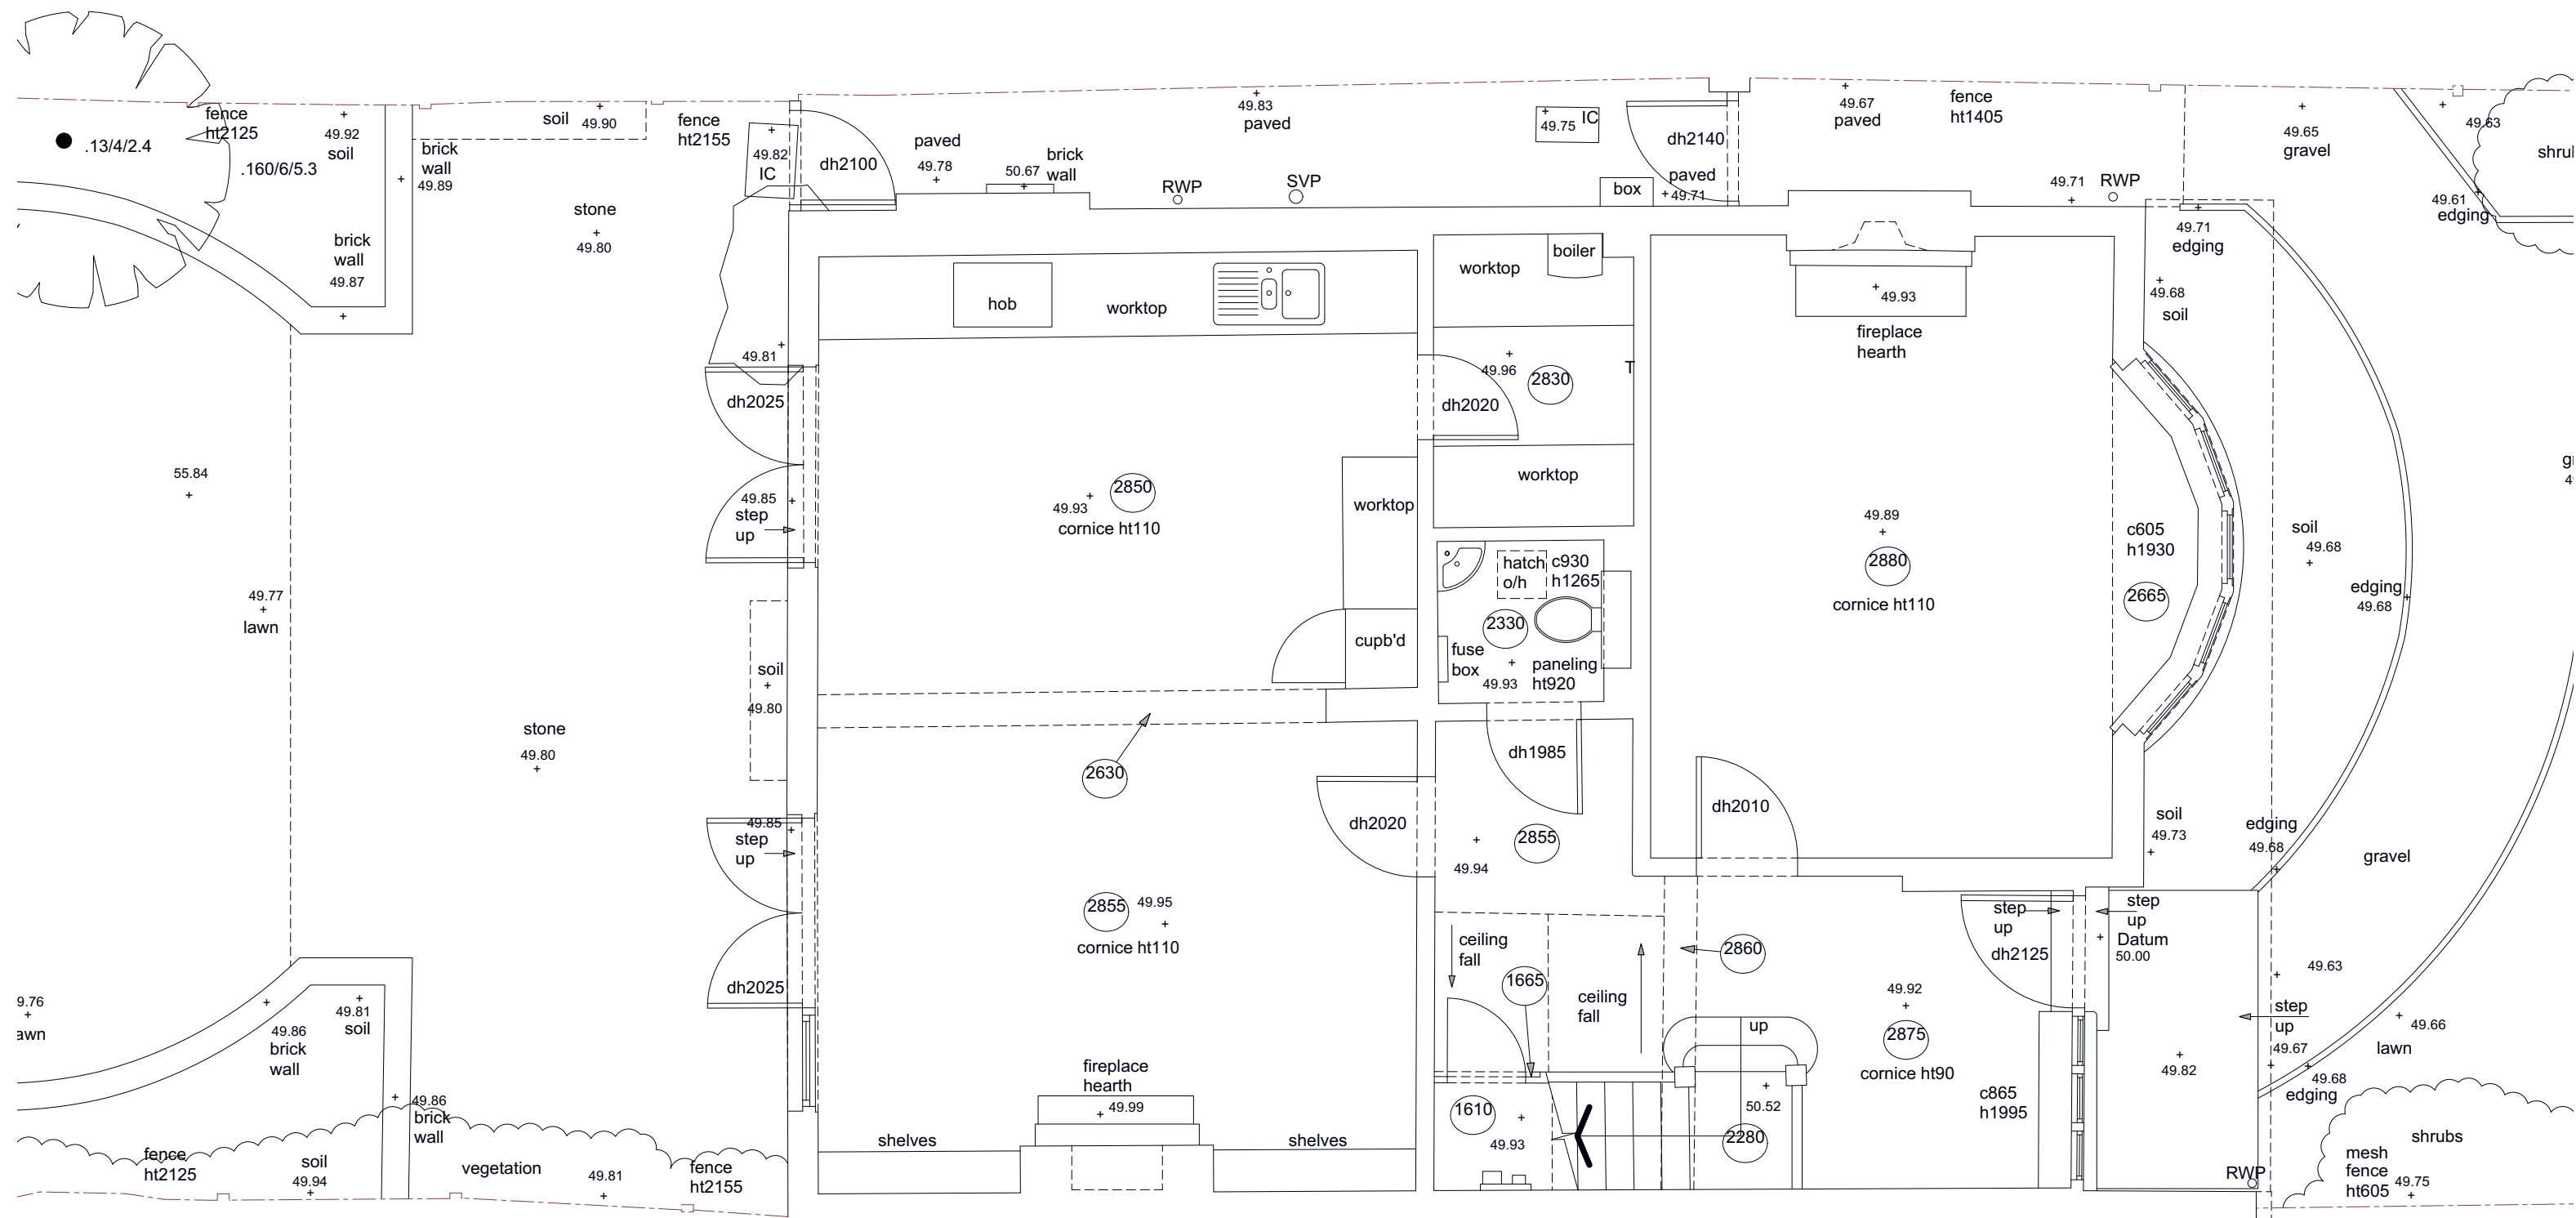 fence
ht2125
.13/4/2.4
.160/6/5.3
49.92
soil
brick
wall
49.89
brick
wall
49.87
soil
49.90
fence
ht2155
stone
49.80
49.82
IC
dh2100
paved
49.78
50.67
brick
wall
49.83
paved
RWP
SVP
49.75
IC
box
dh2140
paved
49.71
49.67
paved
fence
ht1405
49.71
RWP
49.65
gravel
49.63
49.61
edging
49.71
edging
49.68
soil
hob
worktop
worktop
boiler
49.93
fireplace
hearth
49.81
dh2025
49.85
step
up
55.84
49.77
lawn
49.96
2830
T
dh2020
worktop
worktop
2850
49.93
cornice ht110
cupb'd
hatch
o/h
c930
h1265
2330
fuse
box
49.93
paneling
ht920
49.89
2880
cornice ht110
c605
h1930
2665
soil
49.68
edging
49.68
soil
49.80
stone
49.80
2630
dh1985
dh2020
dh2010
2855
49.94
soil
49.73
edging
49.68
gravel
49.85
step
up
dh2025
2855
49.95
cornice ht110
ceiling
fall
1665
ceiling
fall
2860
step
up
dh2125
step
up
Datum
50.00
49.63
step
up
49.67
49.66
lawn
49.68
edging
49.82
49.92
2875
cornice ht90
up
c865
h1995
50.52
2280
1610
49.93
fireplace
hearth
49.99
shelves
shelves
49.81
soil
49.86
brick
wall
49.86
brick
wall
fence
ht2125
soil
49.94
vegetation
49.81
fence
ht2155
RWP
mesh
fence
ht605
49.75
shrubs